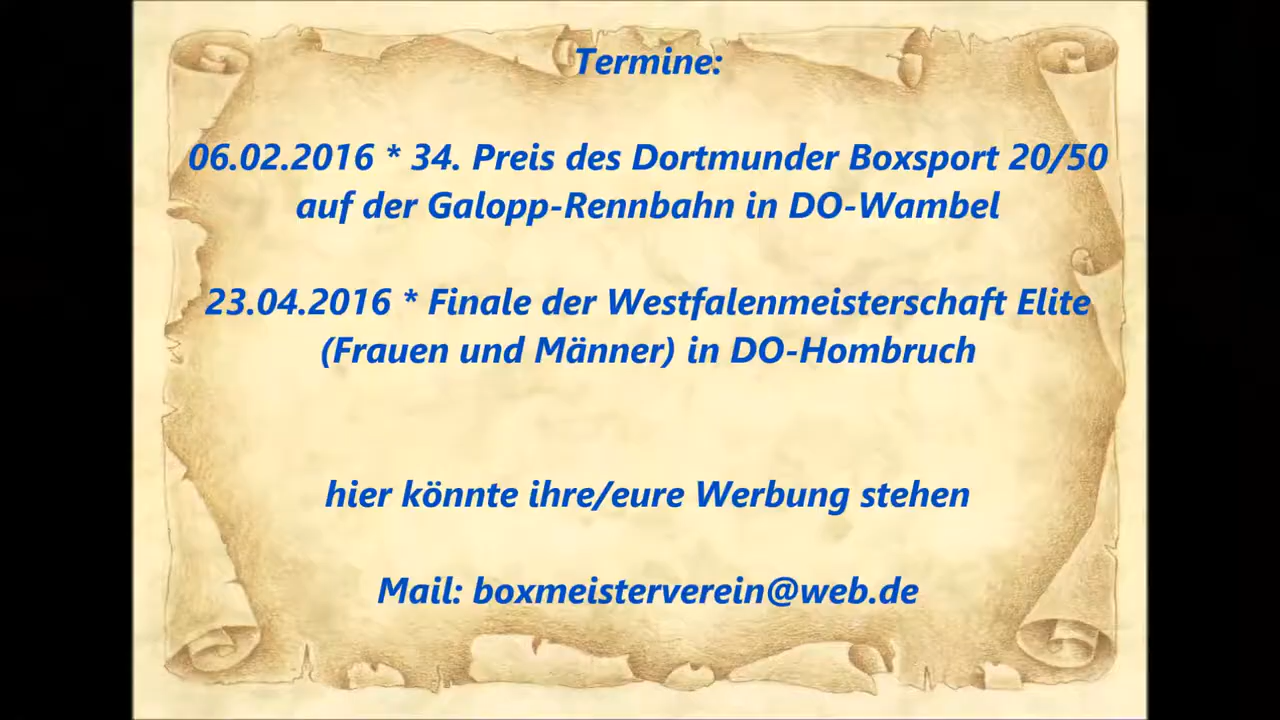 Termine:
06.02.2016 * 34. Preis des Dortmunder Boxsport 20/50
auf der Galopp-Rennbahn in DO-Wambel
23.04.2016 * Finale der Westfalenmeisterschaft Elite
(Frauen und Männer) in DO-Hombruch
hier könnte ihre/eure Werbung stehen
Mail: boxmeisterverein@web.de